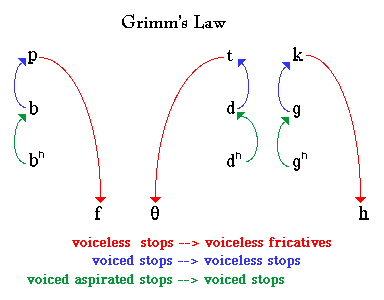 Grimm's Law
p t k
b d g
bʰ dʰ gʰ
f θ h
voiceless stops --> voiceless fricatives
voiced stops --> voiceless stops
voiced aspirated stops --> voiced stops